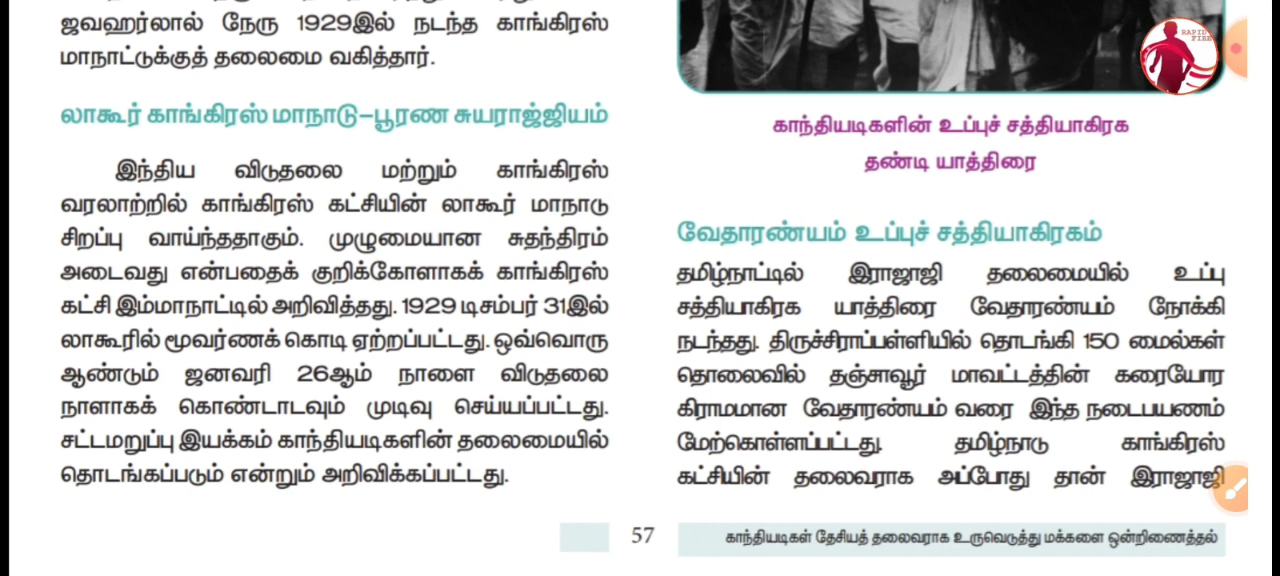 ஜவஹர்லால் நேரு 1929இல் நடந்த காங்கிரஸ்
மாநாட்டுக்குத் தலைமை வகித்தார்.
லாகூர் காங்கிரஸ் மாநாடு–பூரண சுயராஜ்ஜியம்
இந்திய விடுதலை மற்றும் காங்கிரஸ்
வரலாற்றில் காங்கிரஸ் கட்சியின் லாகூர் மாநாடு
சிறப்பு வாய்ந்ததாகும். முழுமையான சுதந்திரம்
அடைவது என்பதைக் குறிக்கோளாகக் காங்கிரஸ்
கட்சி இம்மாநாட்டில் அறிவித்தது. 1929 டிசம்பர் 31இல்
லாகூரில் மூவர்ணக் கொடி ஏற்றப்பட்டது. ஒவ்வொரு
ஆண்டும் ஜனவரி 26ஆம் நாளை விடுதலை
நாளாகக் கொண்டாடவும் முடிவு செய்யப்பட்டது.
சட்டமறுப்பு இயக்கம் காந்தியடிகளின் தலைமையில்
தொடங்கப்படும் என்றும் அறிவிக்கப்பட்டது.
RAPID
FIRE
காந்தியடிகளின் உப்புச் சத்தியாகிரக
தண்டி யாத்திரை
வேதாரண்யம் உப்புச் சத்தியாகிரகம்
தமிழ்நாட்டில் இராஜாஜி தலைமையில் உப்பு
சத்தியாகிரக யாத்திரை வேதாரண்யம் நோக்கி
நடந்தது. திருச்சிராப்பள்ளியில் தொடங்கி 150 மைல்கள்
தொலைவில் தஞ்சாவூர் மாவட்டத்தின் கரையோர
கிராமமான வேதாரண்யம் வரை இந்த நடைபயணம்
மேற்கொள்ளப்பட்டது. தமிழ்நாடு காங்கிரஸ்
கட்சியின் தலைவராக அப்போது தான் இராஜாஜி
57
காந்தியடிகள் தேசியத் தலைவராக உருவெடுத்து மக்களை ஒன்றிணைத்தல்